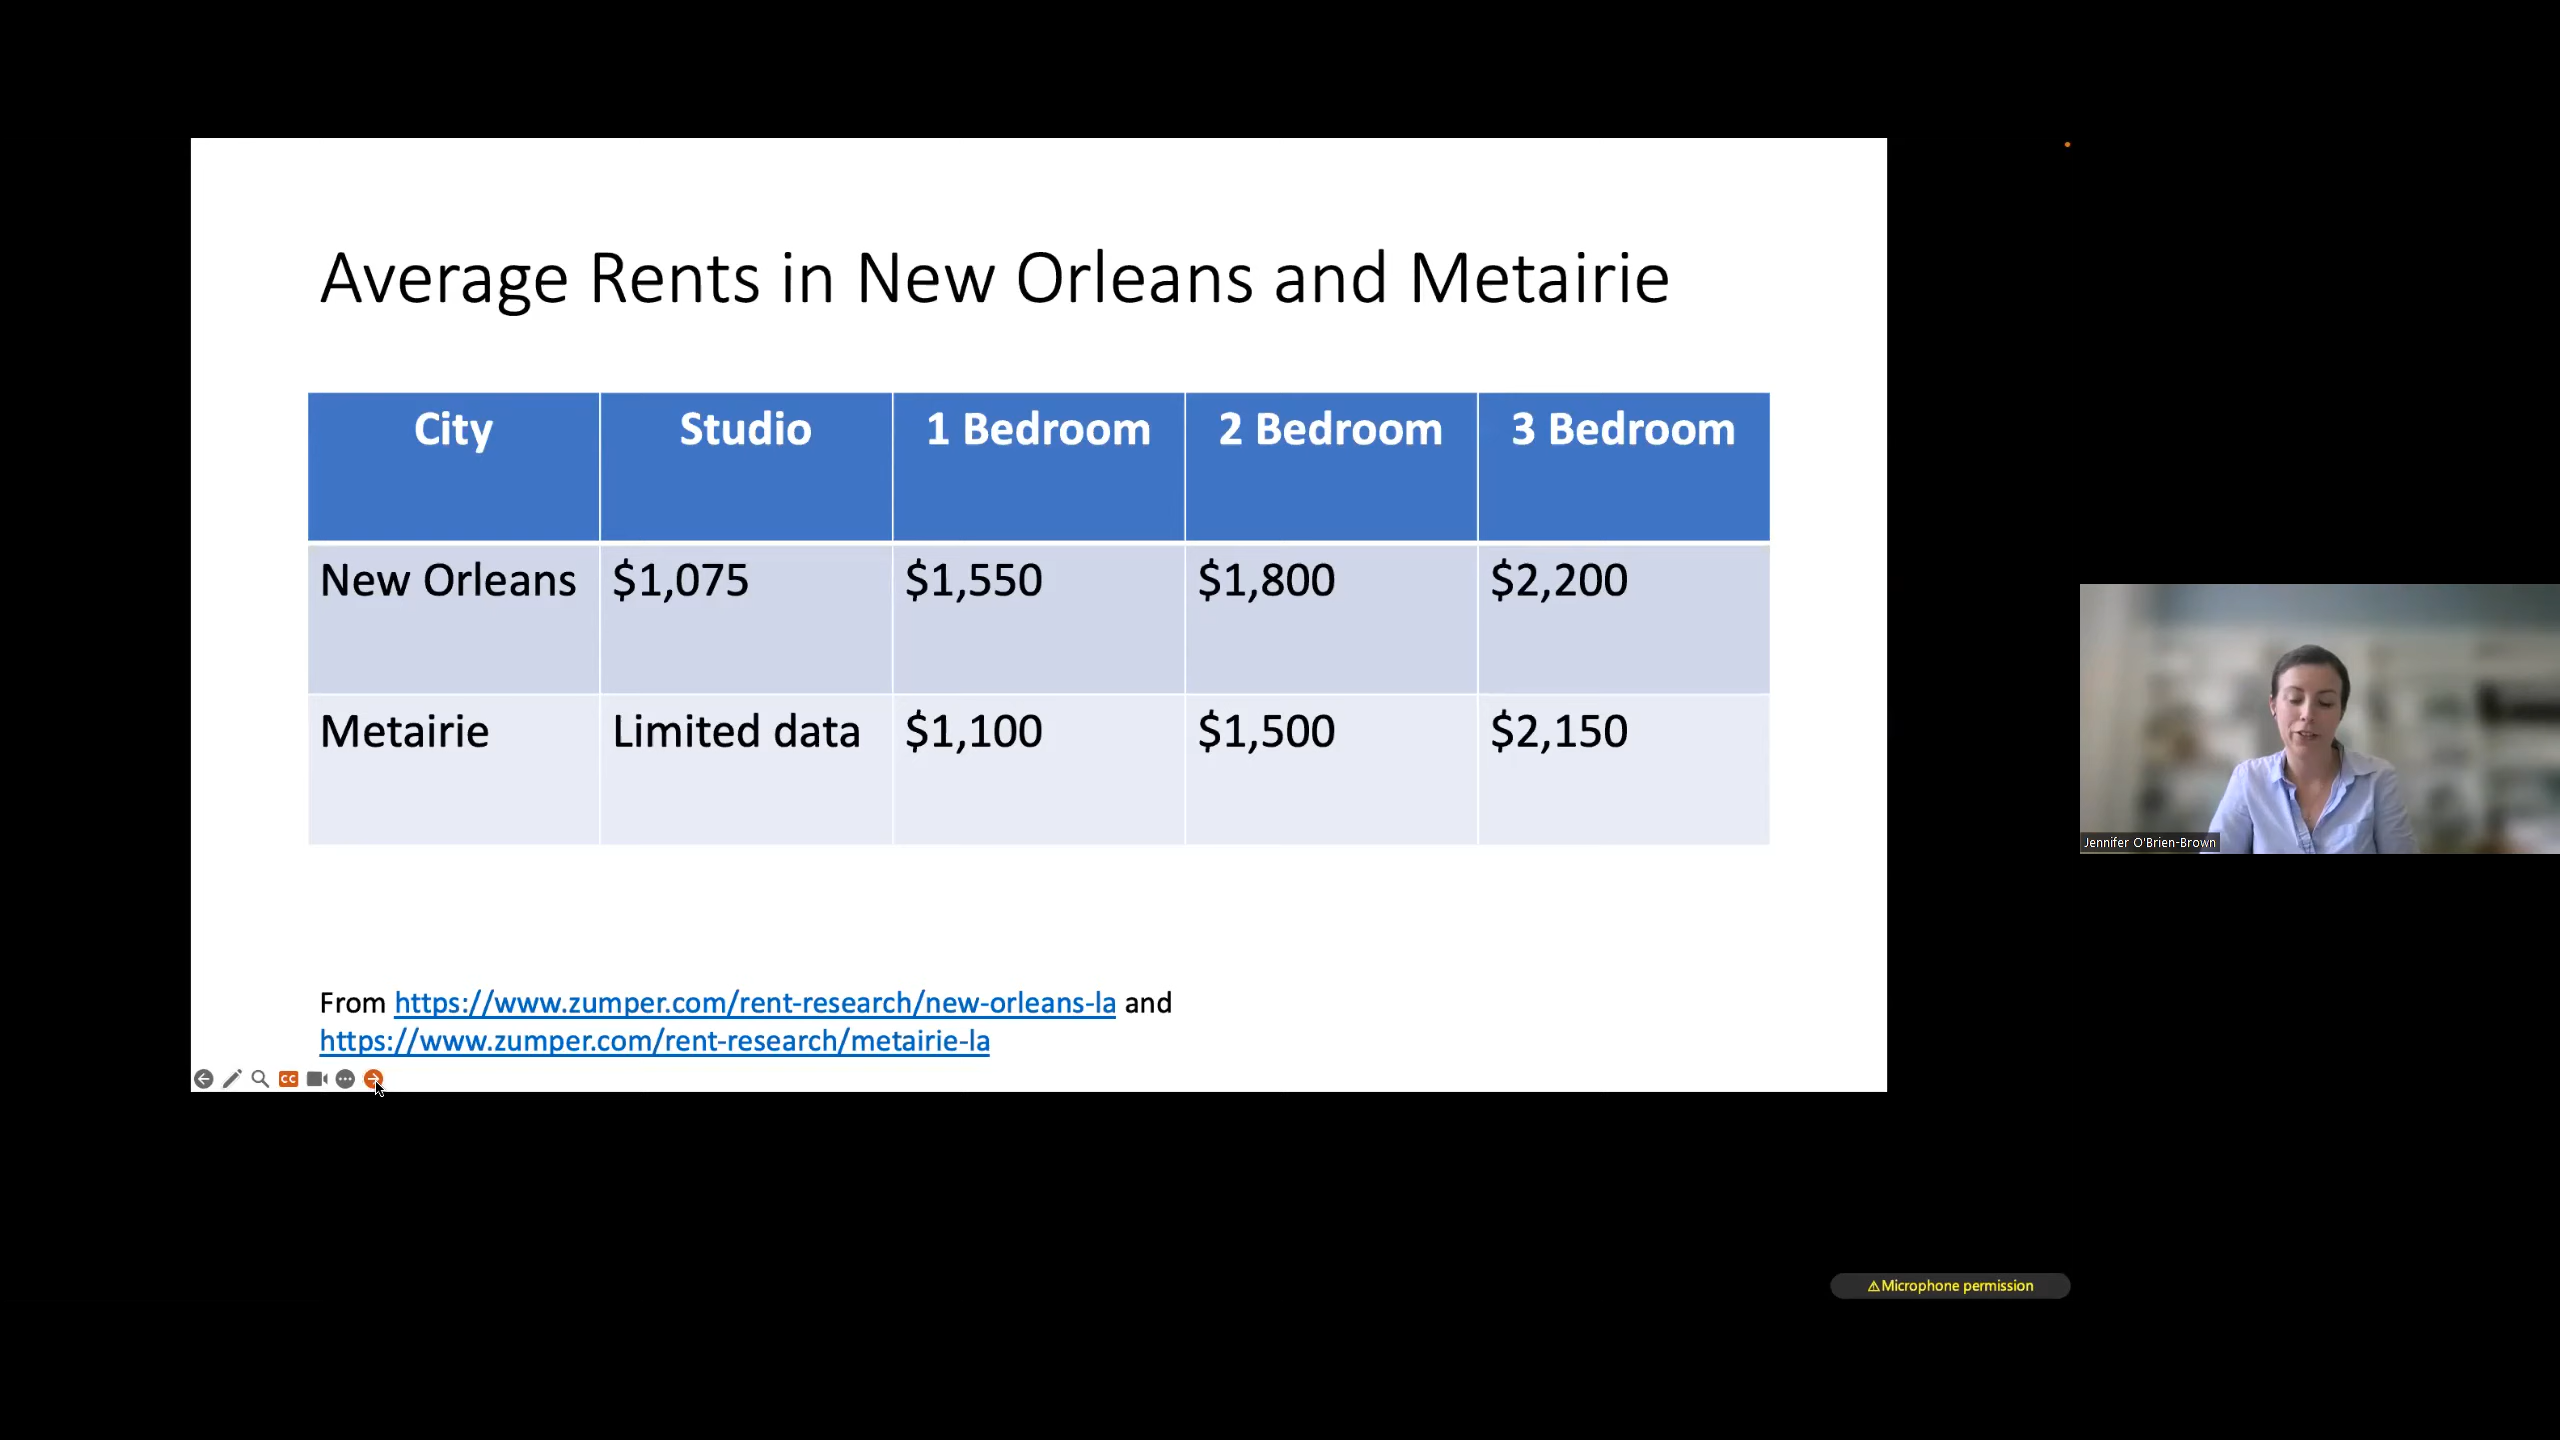 Average Rents in New Orleans and Metairie
City Studio 1 Bedroom 2 Bedroom 3 Bedroom
New Orleans $1,075 $1,550 $1,800 $2,200
Metairie Limited data $1,100 $1,500 $2,150
From https://www.zumper.com/rent-research/new-orleans-la and
https://www.zumper.com/rent-research/metairie-la
CC
Jennifer O'Brien-Brown
⚠Microphone permission